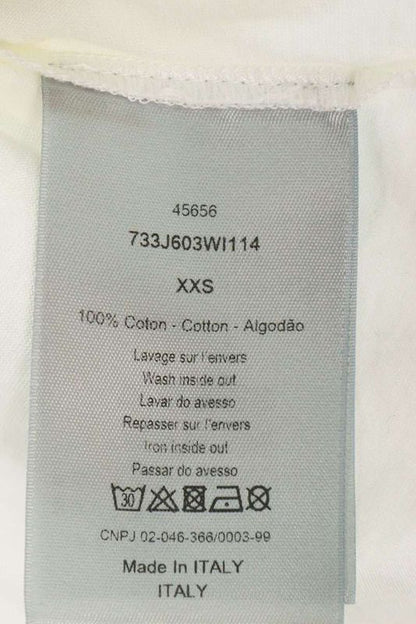 45656
733J603WI114
XXS
100% Coton - Cotton - Algodão
Lavage sur l'envers
Wash inside out
Lavar do avesso
Repasser sur l'envers
Iron inside out
Passar do avesso
30
CNPJ 02-046-366/0003-99
Made In ITALY
ITALY